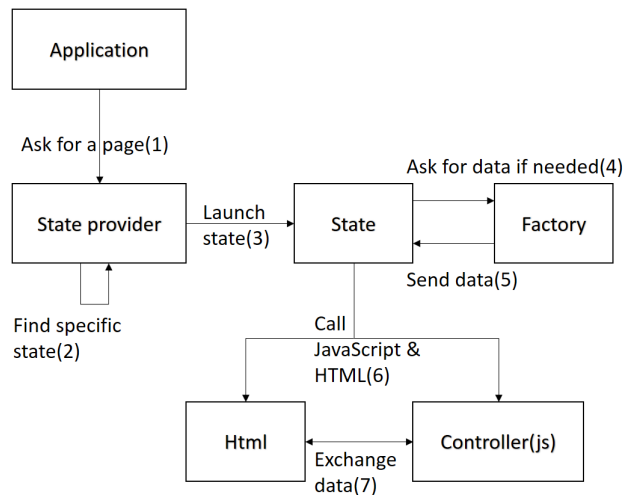 Application
Ask for a page(1)
Ask for data if needed(4)
State provider
Launch
state(3)
State
Factory
Send data(5)
Find specific
state(2)
Call
JavaScript &
HTML(6)
Html
Controller(js)
Exchange
data(7)